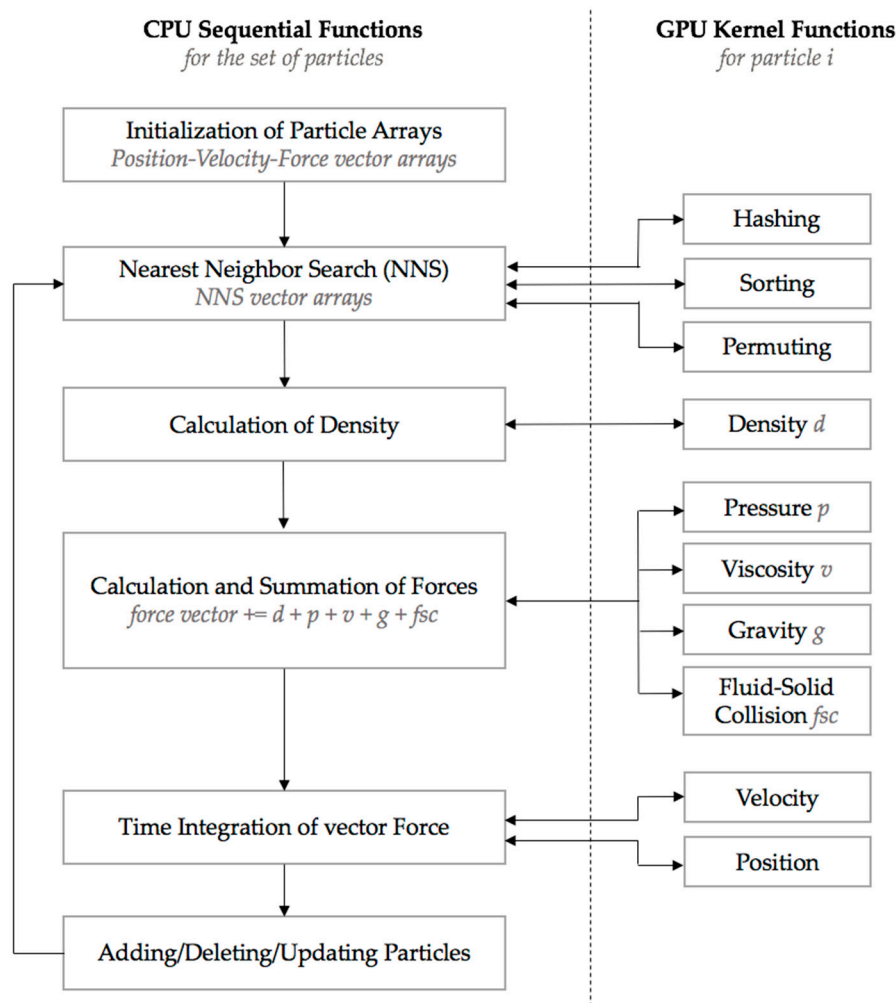 CPU Sequential Functions
for the set of particles
GPU Kernel Functions
for particle i
Initialization of Particle Arrays
Position-Velocity-Force vector arrays
Hashing
Nearest Neighbor Search (NNS)
NNS vector arrays
Sorting
Permuting
Calculation of Density
Density d
Pressure p
Viscosity v
Calculation and Summation of Forces
force vector += d + p + v + g + fsc
Gravity g
Fluid-Solid
Collision fsc
Velocity
Time Integration of vector Force
Position
Adding/Deleting/Updating Particles